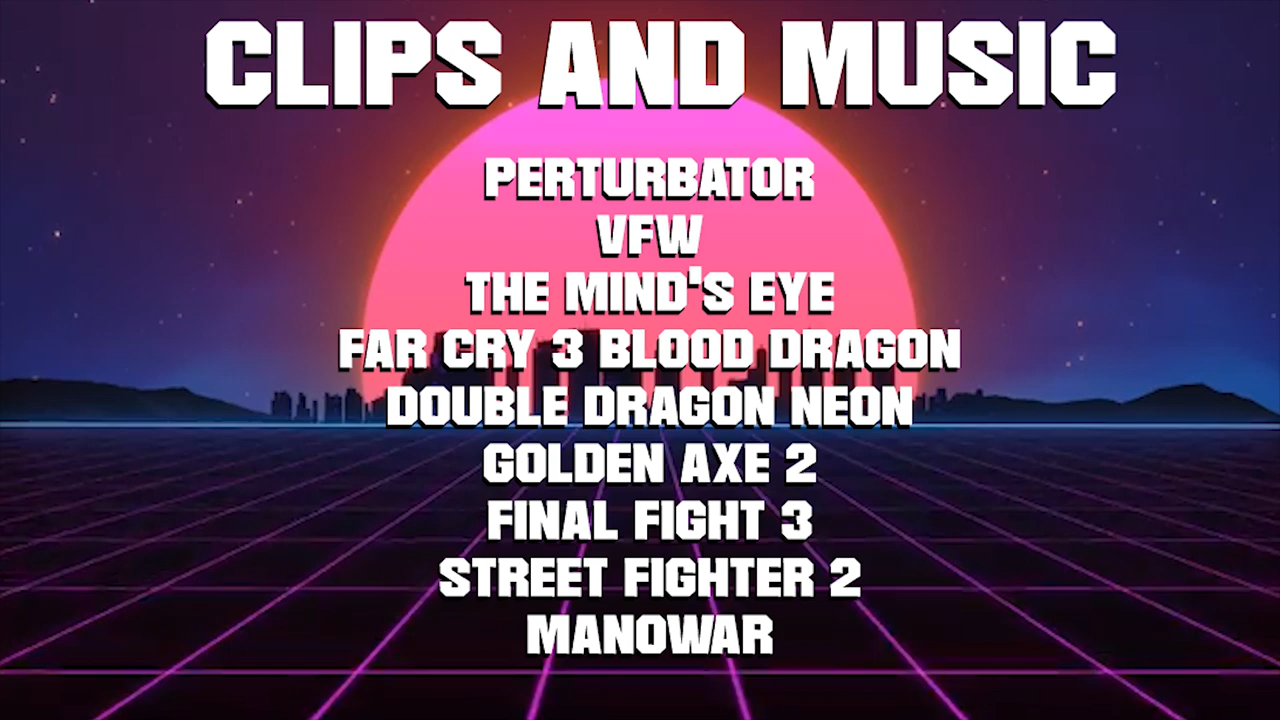 CLIPS AND MUSIC
PERTURBATOR
VFW
THE MIND'S EYE
FAR CRY 3 BLOOD DRAGON
DOUBLE DRAGON NEON
GOLDEN AXE 2
FINAL FIGHT 3
STREET FIGHTER 2
MANOWAR